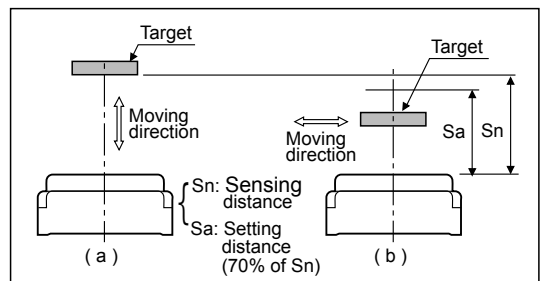 Target
Moving
direction
Sn: Sensing
distance
Sa: Setting
distance
(70% of Sn)
( a )
Target
Moving
direction
Sa
Sn
( b )